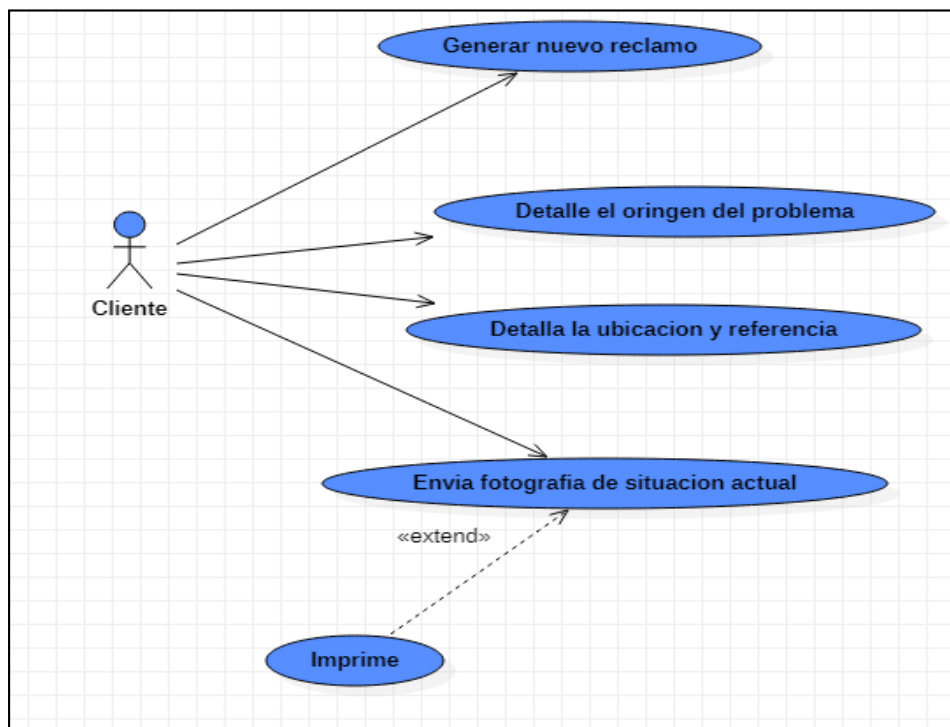 Generar nuevo reclamo
Detalle el oringen del problema
Cliente
Detalla la ubicacion y referencia
Envia fotografia de situacion actual
«extend»
Imprime